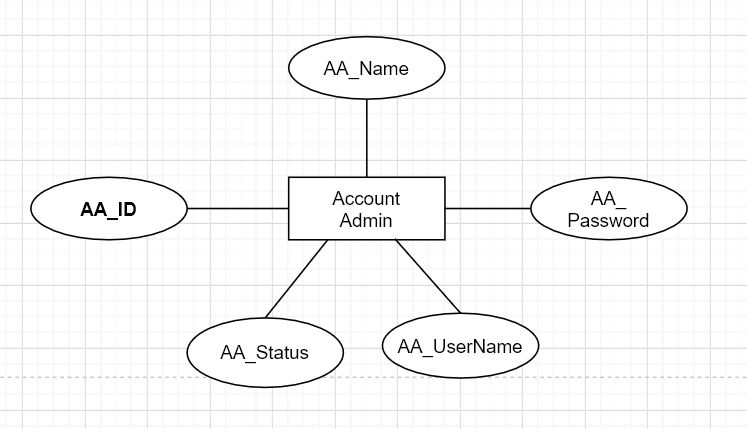 AA_Name
AA_ID
Account
Admin
AA_
Password
AA_Status
AA_UserName